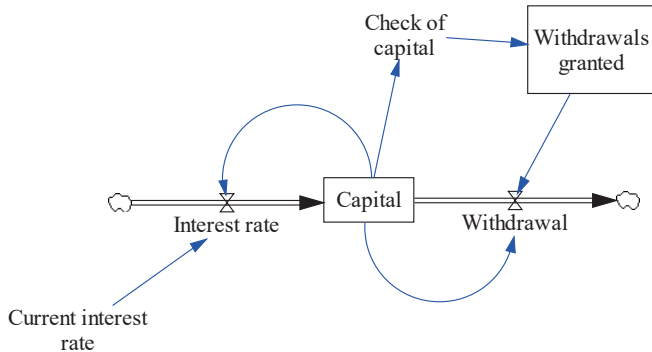 Check of
capital
Withdrawals
granted
Capital
Interest rate
Withdrawal
Current interest
rate